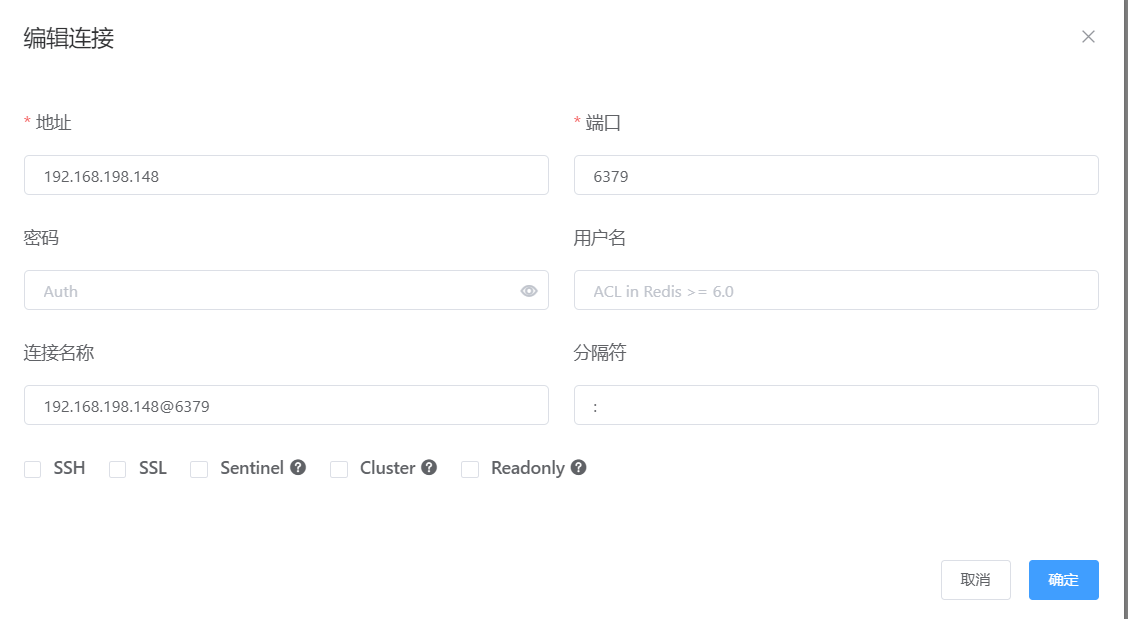 编辑连接
* 地址
* 端口
192.168.198.148
6379
密码
用户名
Auth
ACL in Redis >= 6.0
连接名称
分隔符
192.168.198.148@6379
:
SSH SSL Sentinel ? Cluster ? Readonly ?
取消
确定